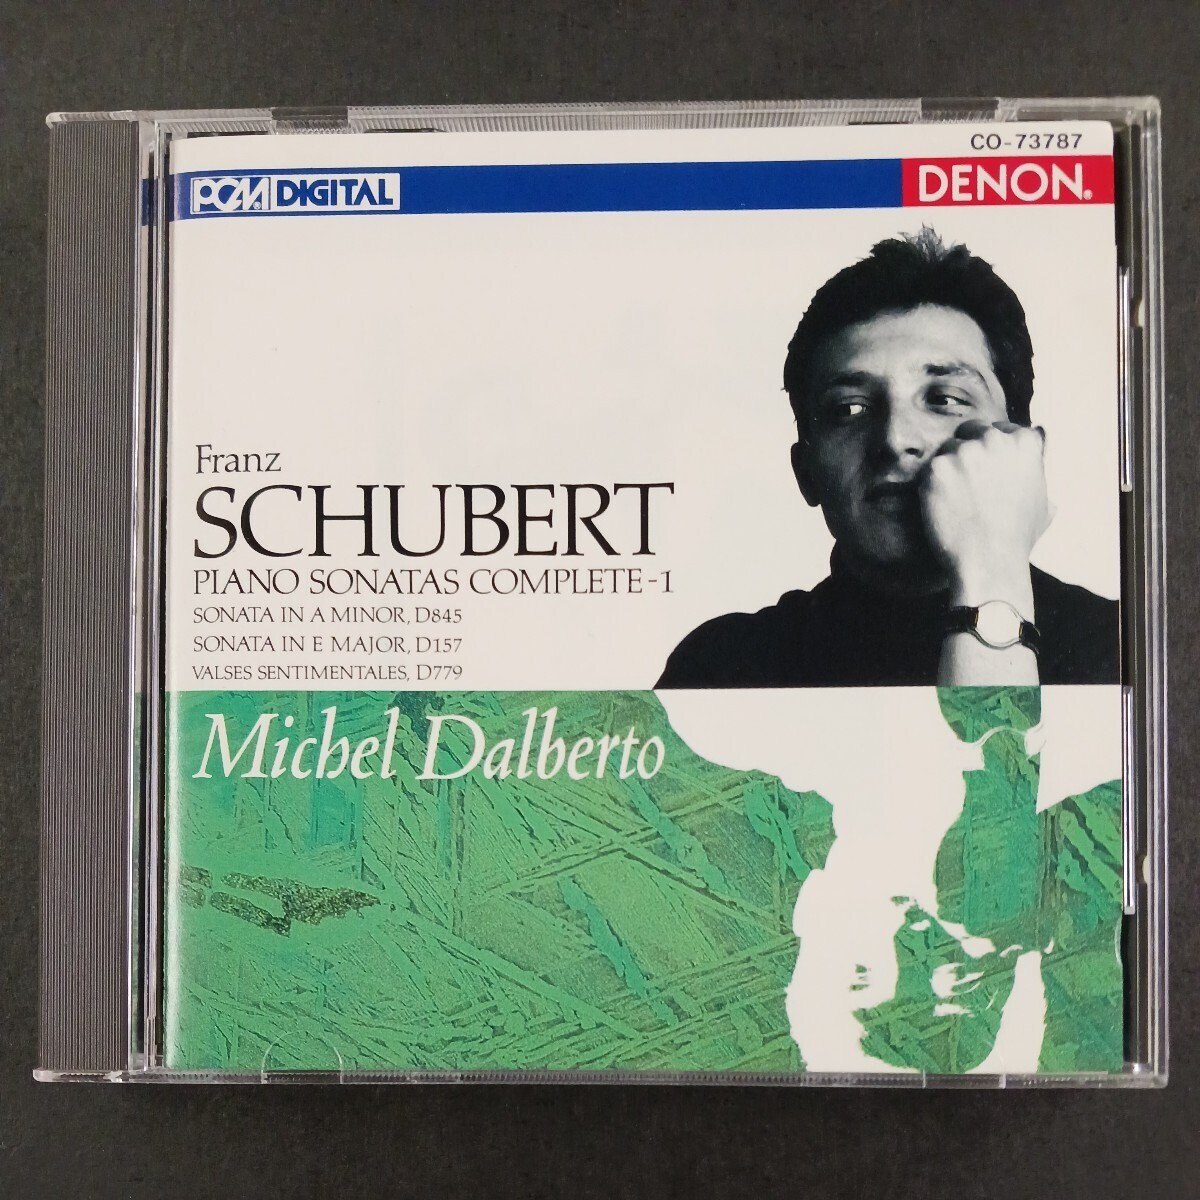 CO-73787
PCM DIGITAL
DENON®
Franz
SCHUBERT
PIANO SONATAS COMPLETE-1
SONATA IN A MINOR, D845
SONATA IN E MAJOR, D157
VALSES SENTIMENTALES, D779
Michel Dalberto